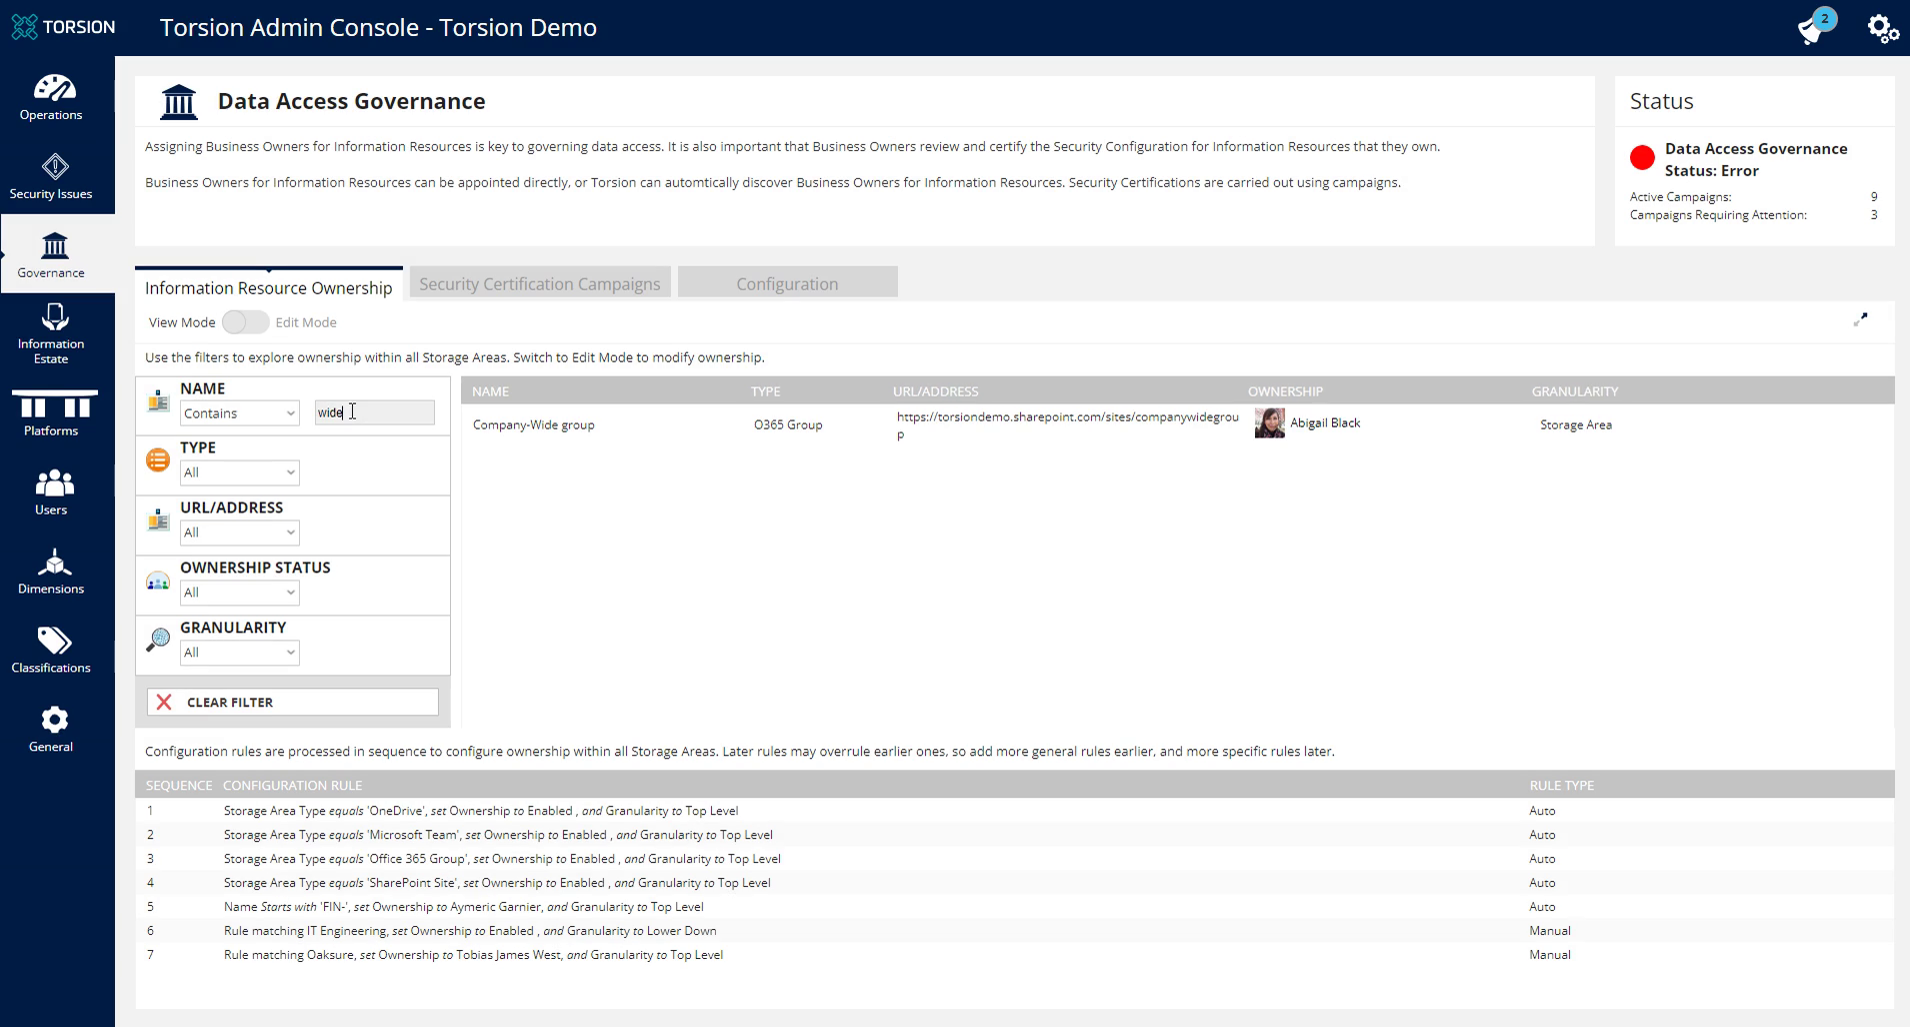 TORSION
Torsion Admin Console - Torsion Demo
2
Operations
Security Issues
Governance
Information
Estate
Platforms
Users
Dimensions
Classifications
General
Data Access Governance
Assigning Business Owners for Information Resources is key to governing data access. It is also important that Business Owners review and certify the Security Configuration for Information Resources that they own.
Business Owners for Information Resources can be appointed directly, or Torsion can automtically discover Business Owners for Information Resources. Security Certifications are carried out using campaigns.
Status
Data Access Governance
Status: Error
Active Campaigns: 9
Campaigns Requiring Attention: 3
Information Resource Ownership Security Certification Campaigns Configuration
View Mode Edit Mode
Use the filters to explore ownership within all Storage Areas. Switch to Edit Mode to modify ownership.
NAME
Contains wide
TYPE
All
URL/ADDRESS
All
OWNERSHIP STATUS
All
GRANULARITY
All
CLEAR FILTER
NAME TYPE URL/ADDRESS OWNERSHIP GRANULARITY
Company-Wide group O365 Group https://torsiondemo.sharepoint.com/sites/companywidegrou Abigail Black Storage Area
p
Configuration rules are processed in sequence to configure ownership within all Storage Areas. Later rules may overrule earlier ones, so add more general rules earlier, and more specific rules later.
SEQUENCE CONFIGURATION RULE RULE TYPE
1 Storage Area Type equals 'OneDrive', set Ownership to Enabled , and Granularity to Top Level Auto
2 Storage Area Type equals 'Microsoft Team', set Ownership to Enabled , and Granularity to Top Level Auto
3 Storage Area Type equals 'Office 365 Group', set Ownership to Enabled , and Granularity to Top Level Auto
4 Storage Area Type equals 'SharePoint Site', set Ownership to Enabled , and Granularity to Top Level Auto
5 Name Starts with 'FIN-', set Ownership to Aymeric Garnier, and Granularity to Top Level Auto
6 Rule matching IT Engineering, set Ownership to Enabled , and Granularity to Lower Down Manual
7 Rule matching Oaksure, set Ownership to Tobias James West, and Granularity to Top Level Manual